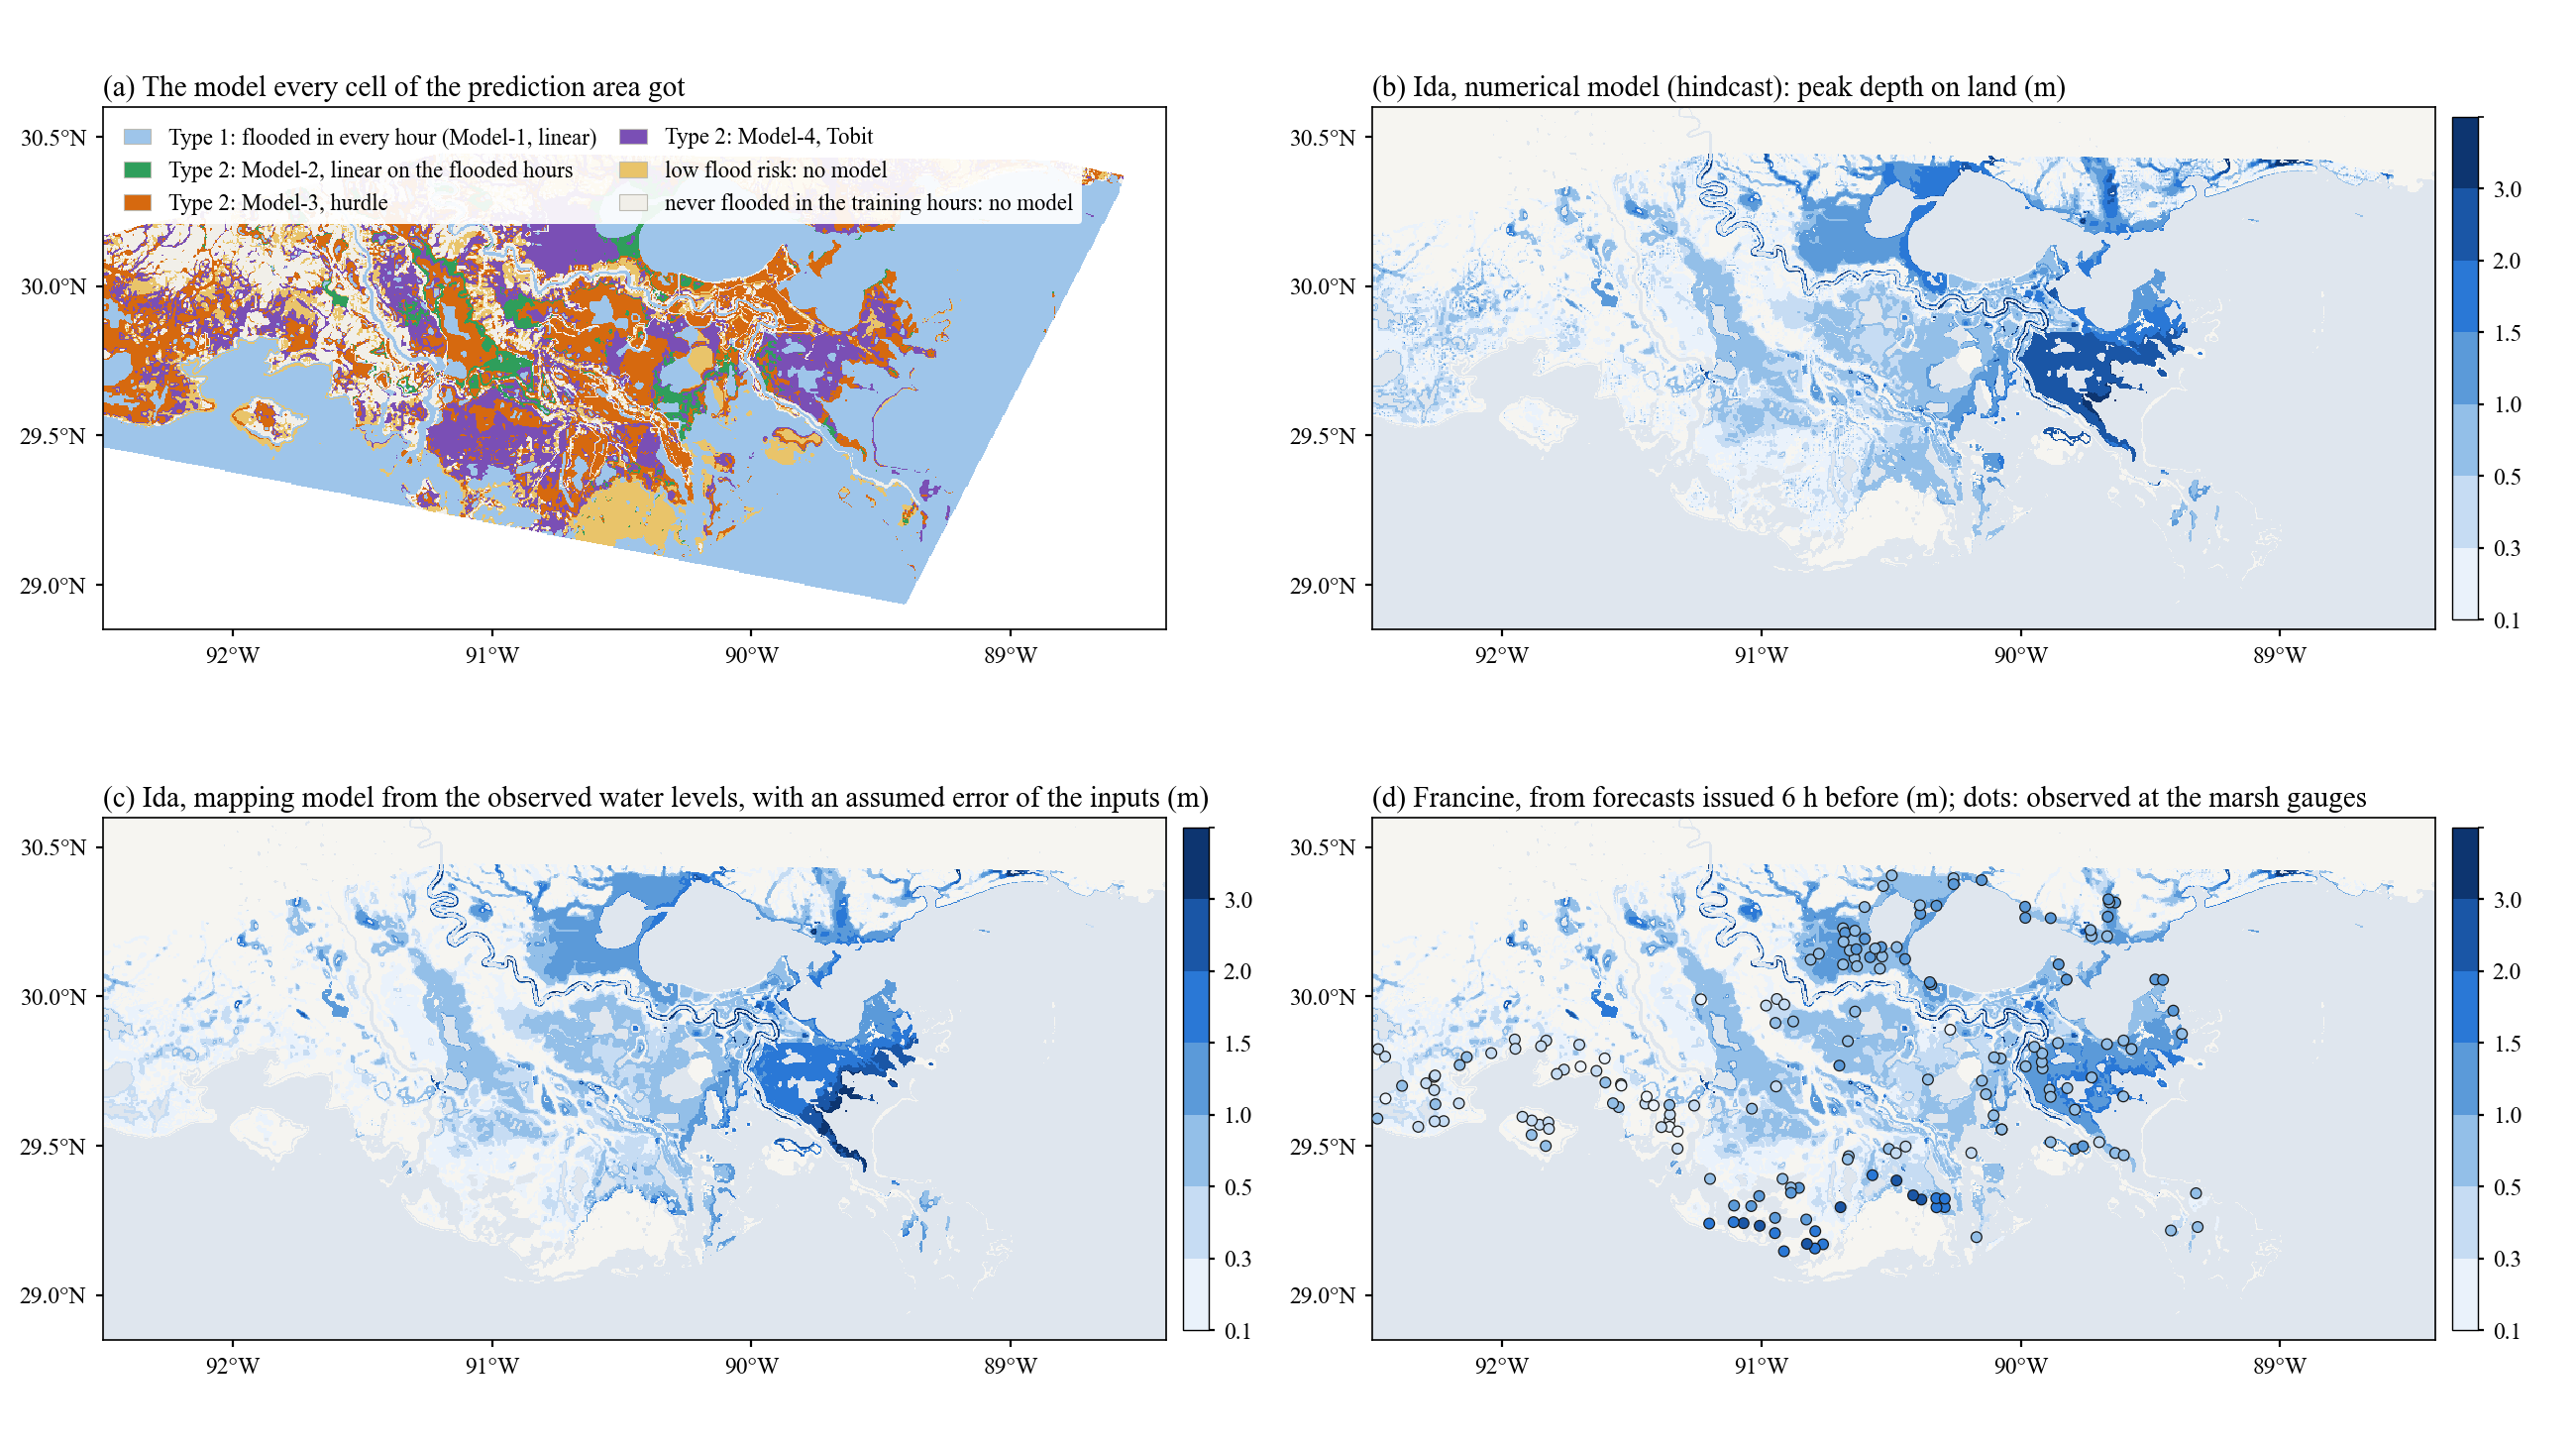 (a) The model every cell of the prediction area got
Type 1: flooded in every hour (Model-1, linear)
Type 2: Model-2, linear on the flooded hours
Type 2: Model-3, hurdle
Type 2: Model-4, Tobit
low flood risk: no model
never flooded in the training hours: no model
30.5°N
30.0°N
29.5°N
29.0°N
92°W
91°W
90°W
89°W
(b) Ida, numerical model (hindcast): peak depth on land (m)
30.5°N
30.0°N
29.5°N
29.0°N
92°W
91°W
90°W
89°W
3.0
2.0
1.5
1.0
0.5
0.3
0.1
(c) Ida, mapping model from the observed water levels, with an assumed error of the inputs (m)
30.5°N
30.0°N
29.5°N
29.0°N
92°W
91°W
90°W
89°W
3.0
2.0
1.5
1.0
0.5
0.3
0.1
(d) Francine, from forecasts issued 6 h before (m); dots: observed at the marsh gauges
30.5°N
30.0°N
29.5°N
29.0°N
92°W
91°W
90°W
89°W
3.0
2.0
1.5
1.0
0.5
0.3
0.1